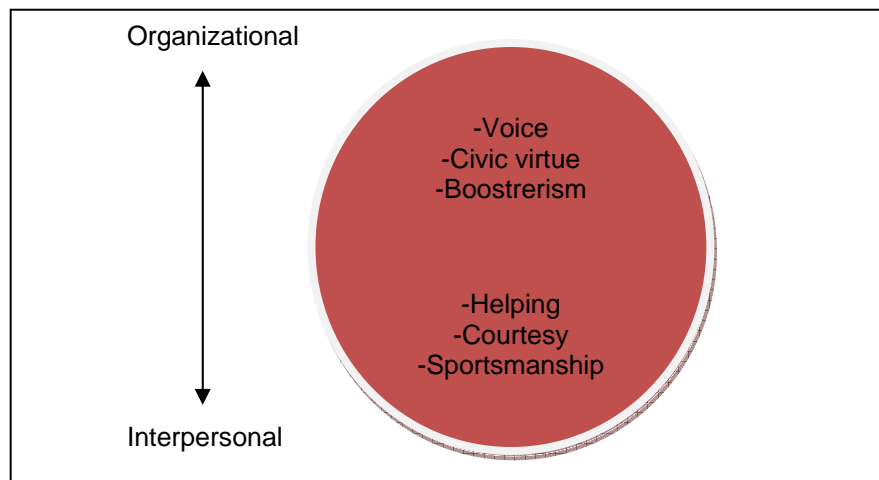 Organizational
-Voice
-Civic virtue
-Boostrerism
-Helping
-Courtesy
-Sportsmanship
Interpersonal